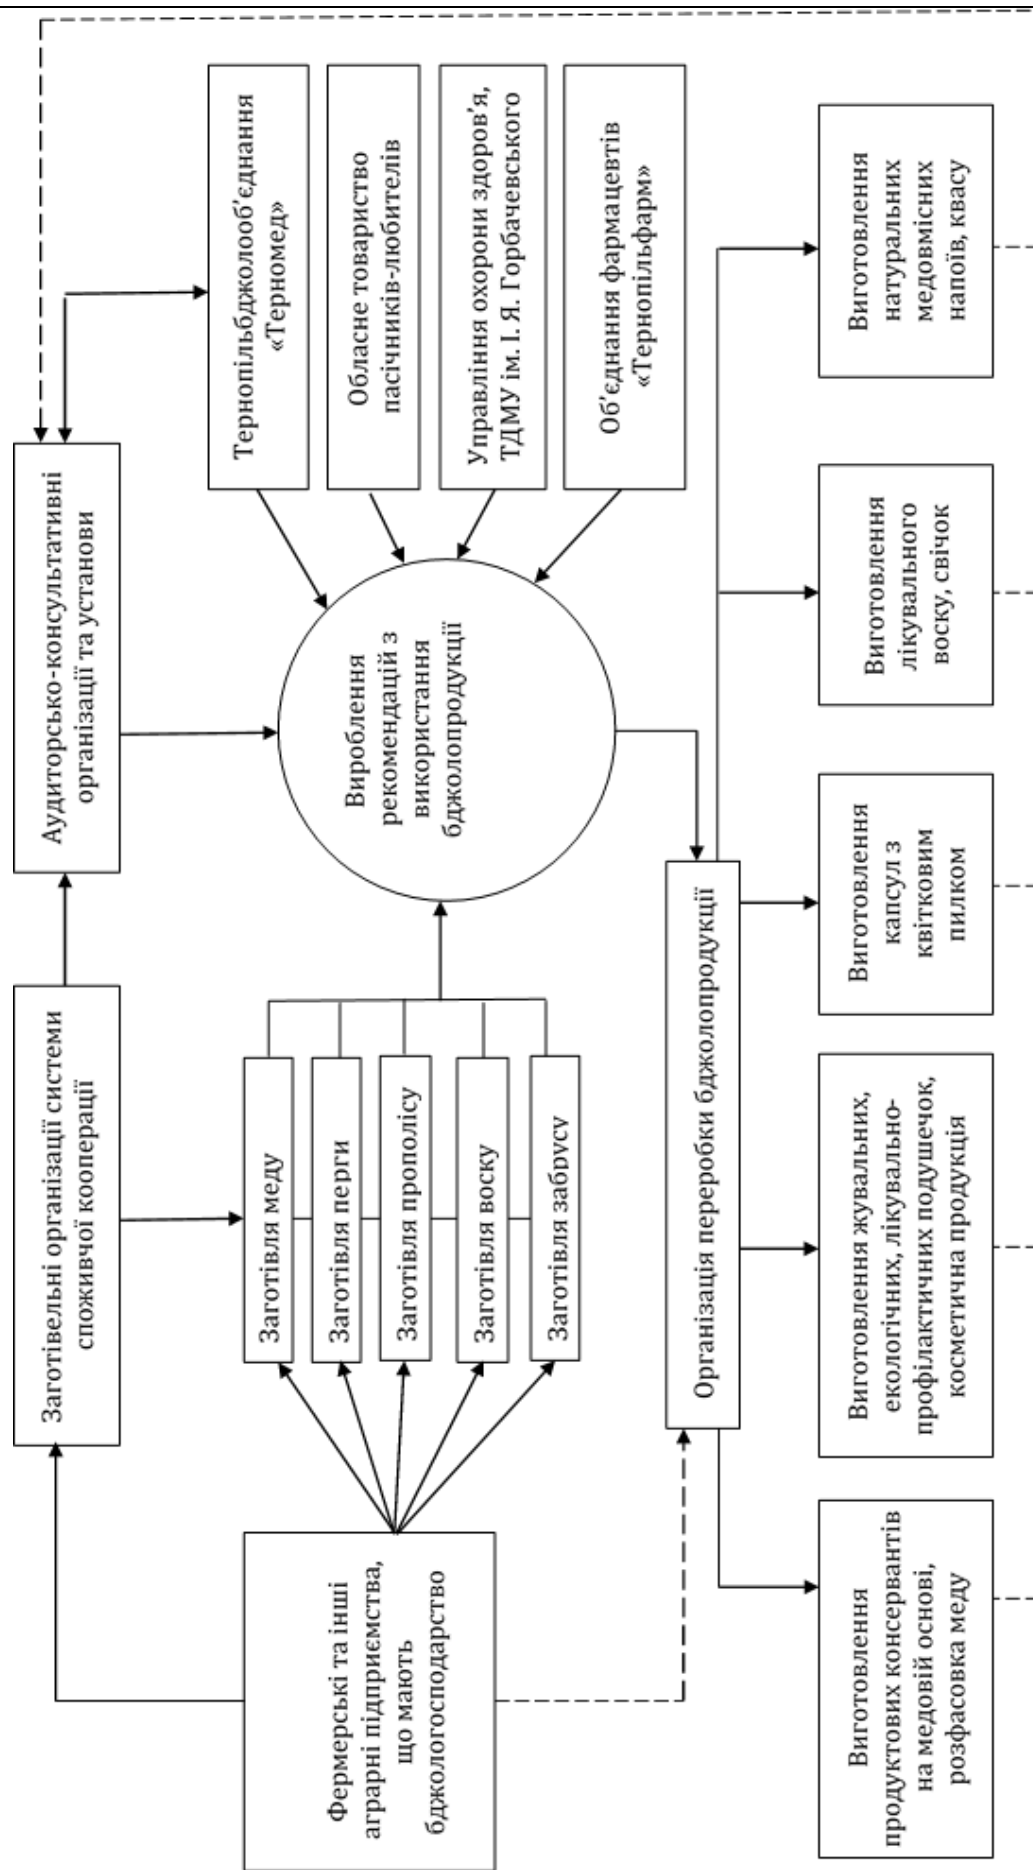 Заготівельні організації системи
споживчої кооперації
Аудиторсько-консультативні
організації та установи
Фермерські та інші
аграрні підприємства,
що мають
бджологосподарство
Заготівля меду
Заготівля перги
Заготівля прополісу
Заготівля воску
Заготівля забрусу
Вироблення
рекомендацій з
використання
бджолопродукції
Тернопільбджолооб’єднання
«Терномед»
Обласне товариство
пасічників-любителів
Управління охорони здоров’я,
ТДМУ ім. І. Я. Горбачевського
Об’єднання фармацевтів
«Тернопільфарм»
Організація переробки бджолопродукції
Виготовлення
продуктових консервантів
на медовій основі,
розфасовка меду
Виготовлення жувальних,
екологічних, лікувально-
профілактичних подушечок,
косметична продукція
Виготовлення
капсул з
квітковим
пилком
Виготовлення
лікувального
воску, свічок
Виготовлення
натуральних
медовмісних
напоїв, квасу